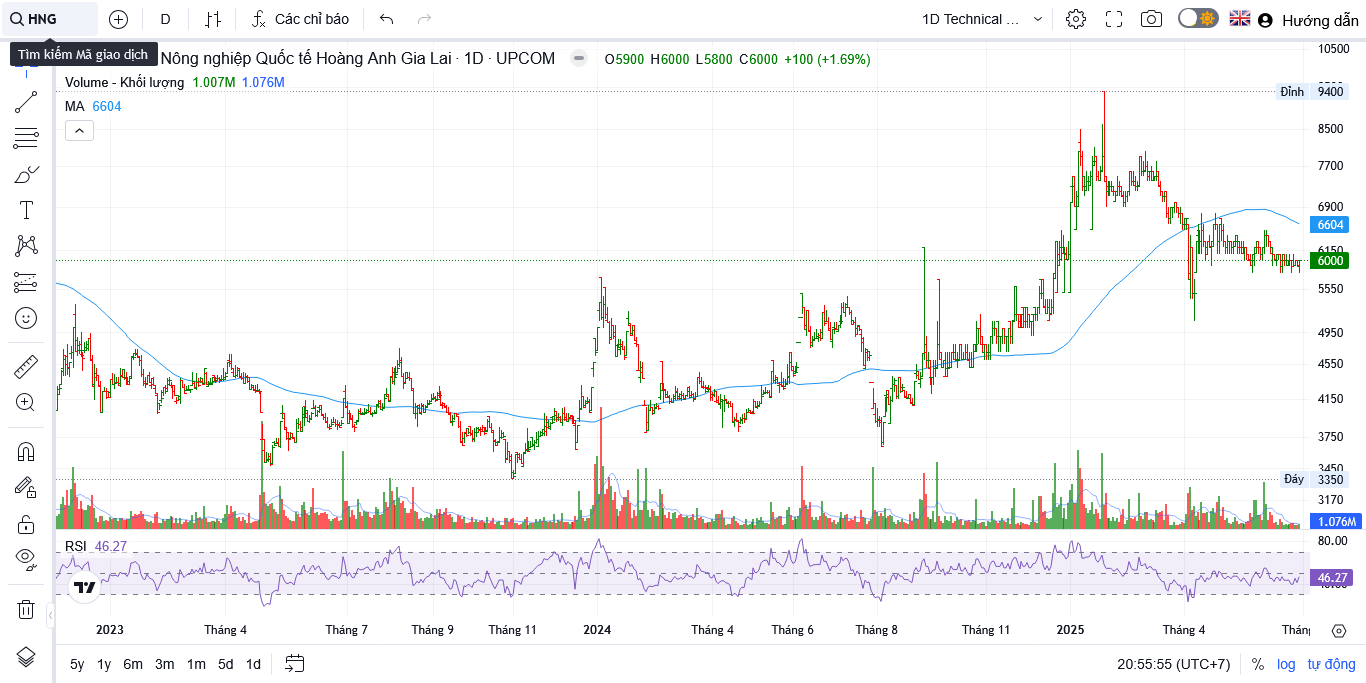 HNG
D
Các chỉ báo
1D Technical ...
Hướng dẫn
Tìm kiếm Mã giao dịch
Nông nghiệp Quốc tế Hoàng Anh Gia Lai · 1D · UPCOM
O5900 H6000 L5800 C6000 +100 (+1.69%)
Volume - Khối lượng 1.007M 1.076M
MA 6604
10500
Đỉnh 9400
8500
7700
6900
6604
6150
6000
5550
4950
4550
4150
3750
3450
Đáy 3350
3170
1.076M
RSI 46.27
80.00
46.27
2023
Tháng 4
Tháng 7
Tháng 9
Tháng 11
2024
Tháng 4
Tháng 6
Tháng 8
Tháng 11
2025
Tháng 4
5y 1y 6m 3m 1m 5d 1d
20:55:55 (UTC+7)
% log tự động